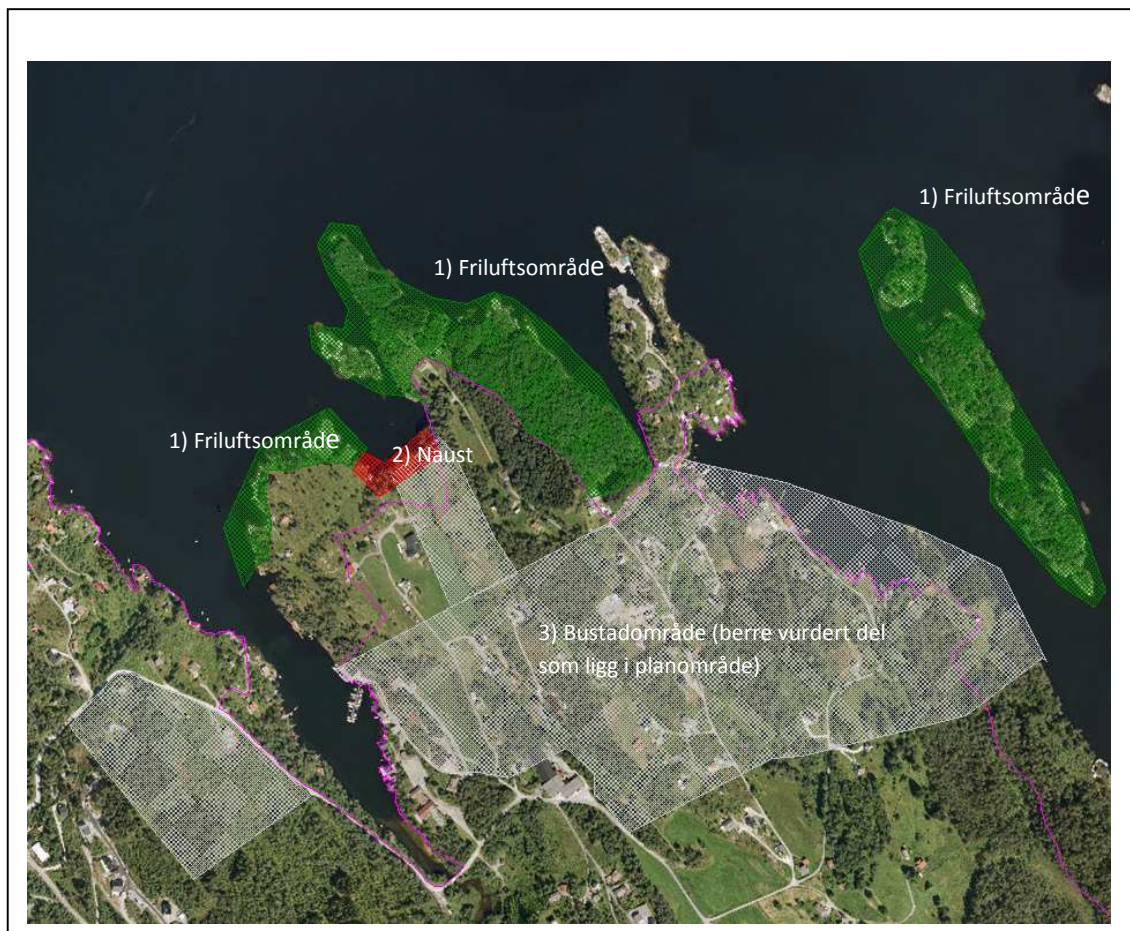 1) Friluftsområde
1) Friluftsområde
1) Friluftsområde
2) Naust
3) Bustadområde (berre vurdert del
som ligg i planområde)